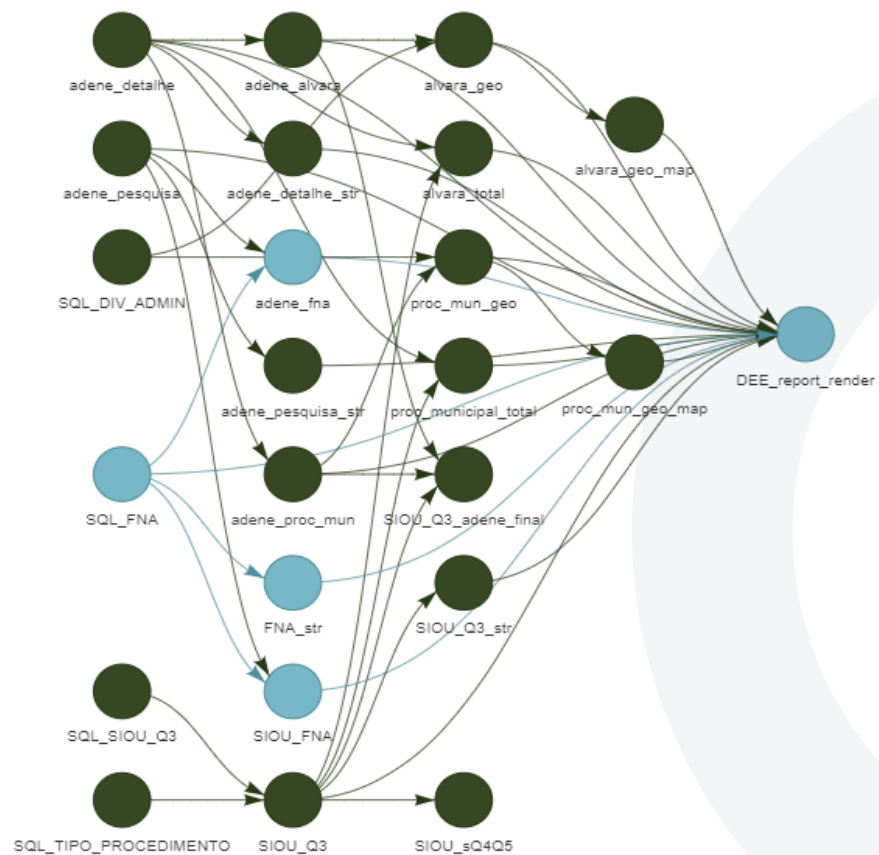 adene_detalhe
adene_alvara
alvara_geo
alvara_geo_map
adene_pesquisa
adene_detalhe_str
alvara_total
SQL_DIV_ADMIN
adene_fna
proc_mun_geo
DEE_report_render
adene_pesquisa_str
proc_municipal_total
proc_mun_geo_map
SQL_FNA
adene_proc_mun
SIOU_Q3_adene_final
FNA_str
SIOU_Q3_str
SQL_SIOU_Q3
SIOU_FNA
SQL_TIPO_PROCEDIMENTO
SIOU_Q3
SIOU_sQ4Q5